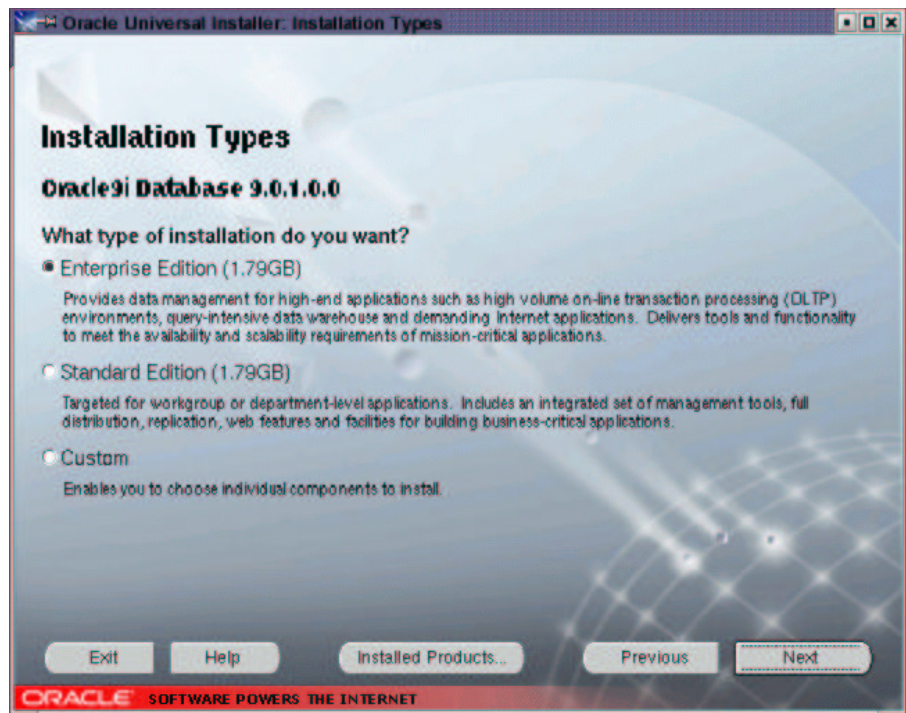 Oracle Universal Installer: Installation Types
Installation Types
Oracle9i Database 9.0.1.0.0
What type of installation do you want?
Enterprise Edition (1.79GB)
Provides data management for high-end applications such as high volume on-line transaction processing (OLTP)
environments, query-intensive data warehouse and demanding Internet applications. Delivers tools and functionality
to meet the availability and scalability requirements of mission-critical applications.
Standard Edition (1.79GB)
Targeted for workgroup or department-level applications. Includes an integrated set of management tools, full
distribution, replication, web features and facilities for building business-critical applications.
Custom
Enables you to choose individual components to install.
Exit Help Installed Products... Previous Next
ORACLE SOFTWARE POWERS THE INTERNET